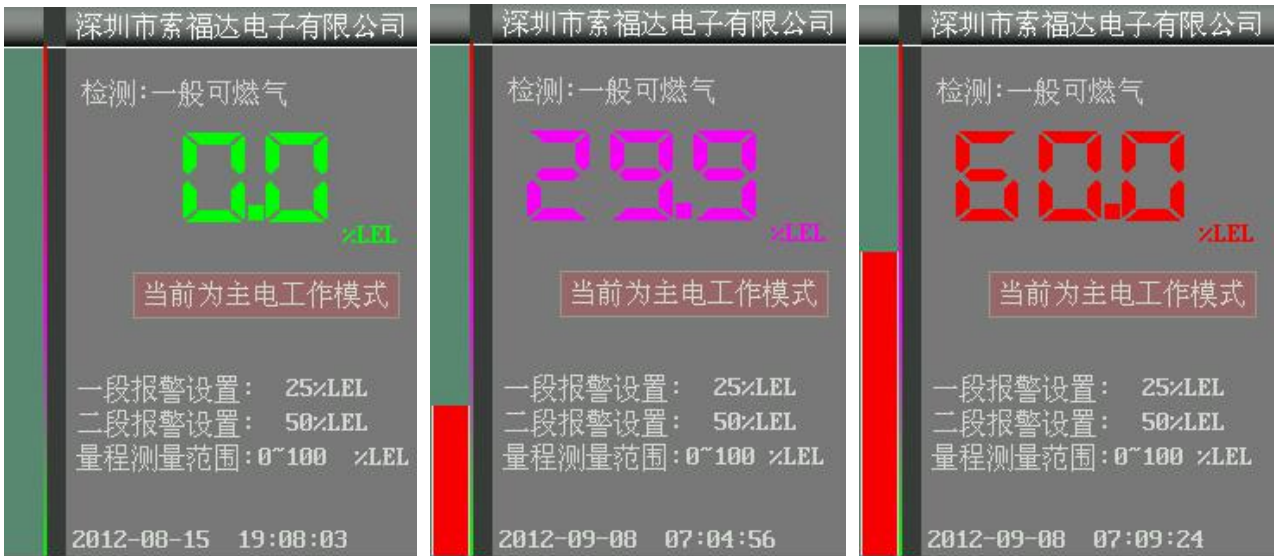 深圳市索福达电子有限公司
检测:一般可燃气
0.0
%LEL
当前为主电工作模式
一段报警设置: 25%LEL
二段报警设置: 50%LEL
量程测量范围:0~100 %LEL
2012-08-15 19:08:03
深圳市索福达电子有限公司
检测:一般可燃气
29.9
%LEL
当前为主电工作模式
一段报警设置: 25%LEL
二段报警设置: 50%LEL
量程测量范围:0~100 %LEL
2012-09-08 07:04:56
深圳市索福达电子有限公司
检测:一般可燃气
60.0
%LEL
当前为主电工作模式
一段报警设置: 25%LEL
二段报警设置: 50%LEL
量程测量范围:0~100 %LEL
2012-09-08 07:09:24